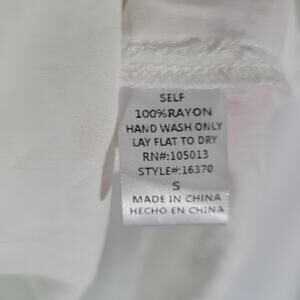 SELF
100%RAYON
HAND WASH ONLY
LAY FLAT TO DRY
RN#:105013
STYLE#:16370
S
MADE IN CHINA
HECHO EN CHINA